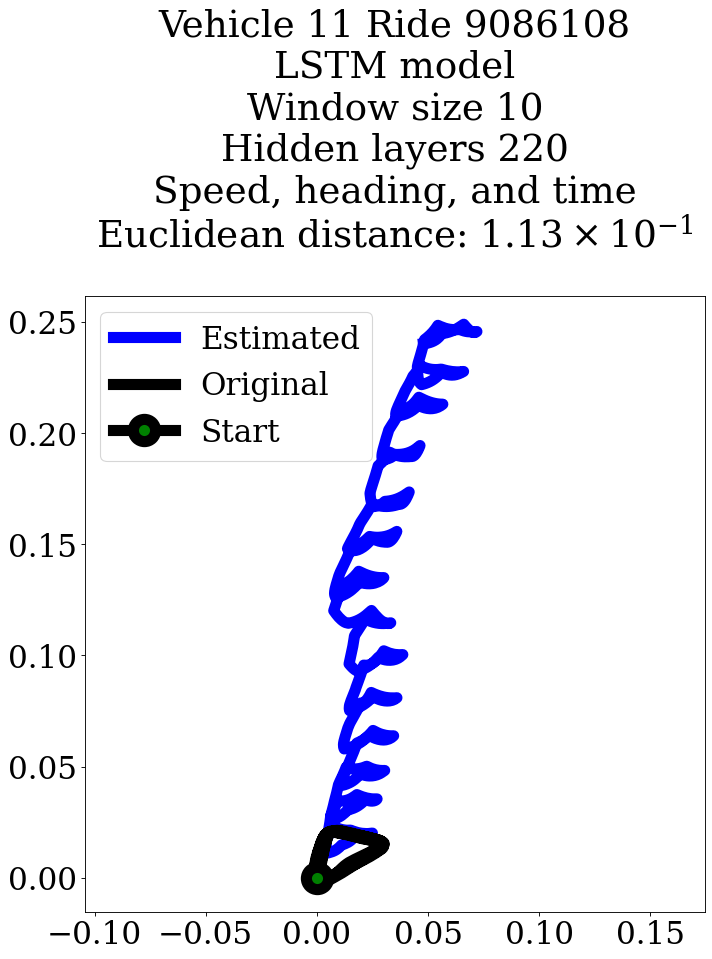 Vehicle 11 Ride 9086108
LSTM model
Window size 10
Hidden layers 220
Speed, heading, and time
Euclidean distance: 1.13 × 10⁻¹
Estimated
Original
Start
0.25
0.20
0.15
0.10
0.05
0.00
−0.10 −0.05 0.00 0.05 0.10 0.15